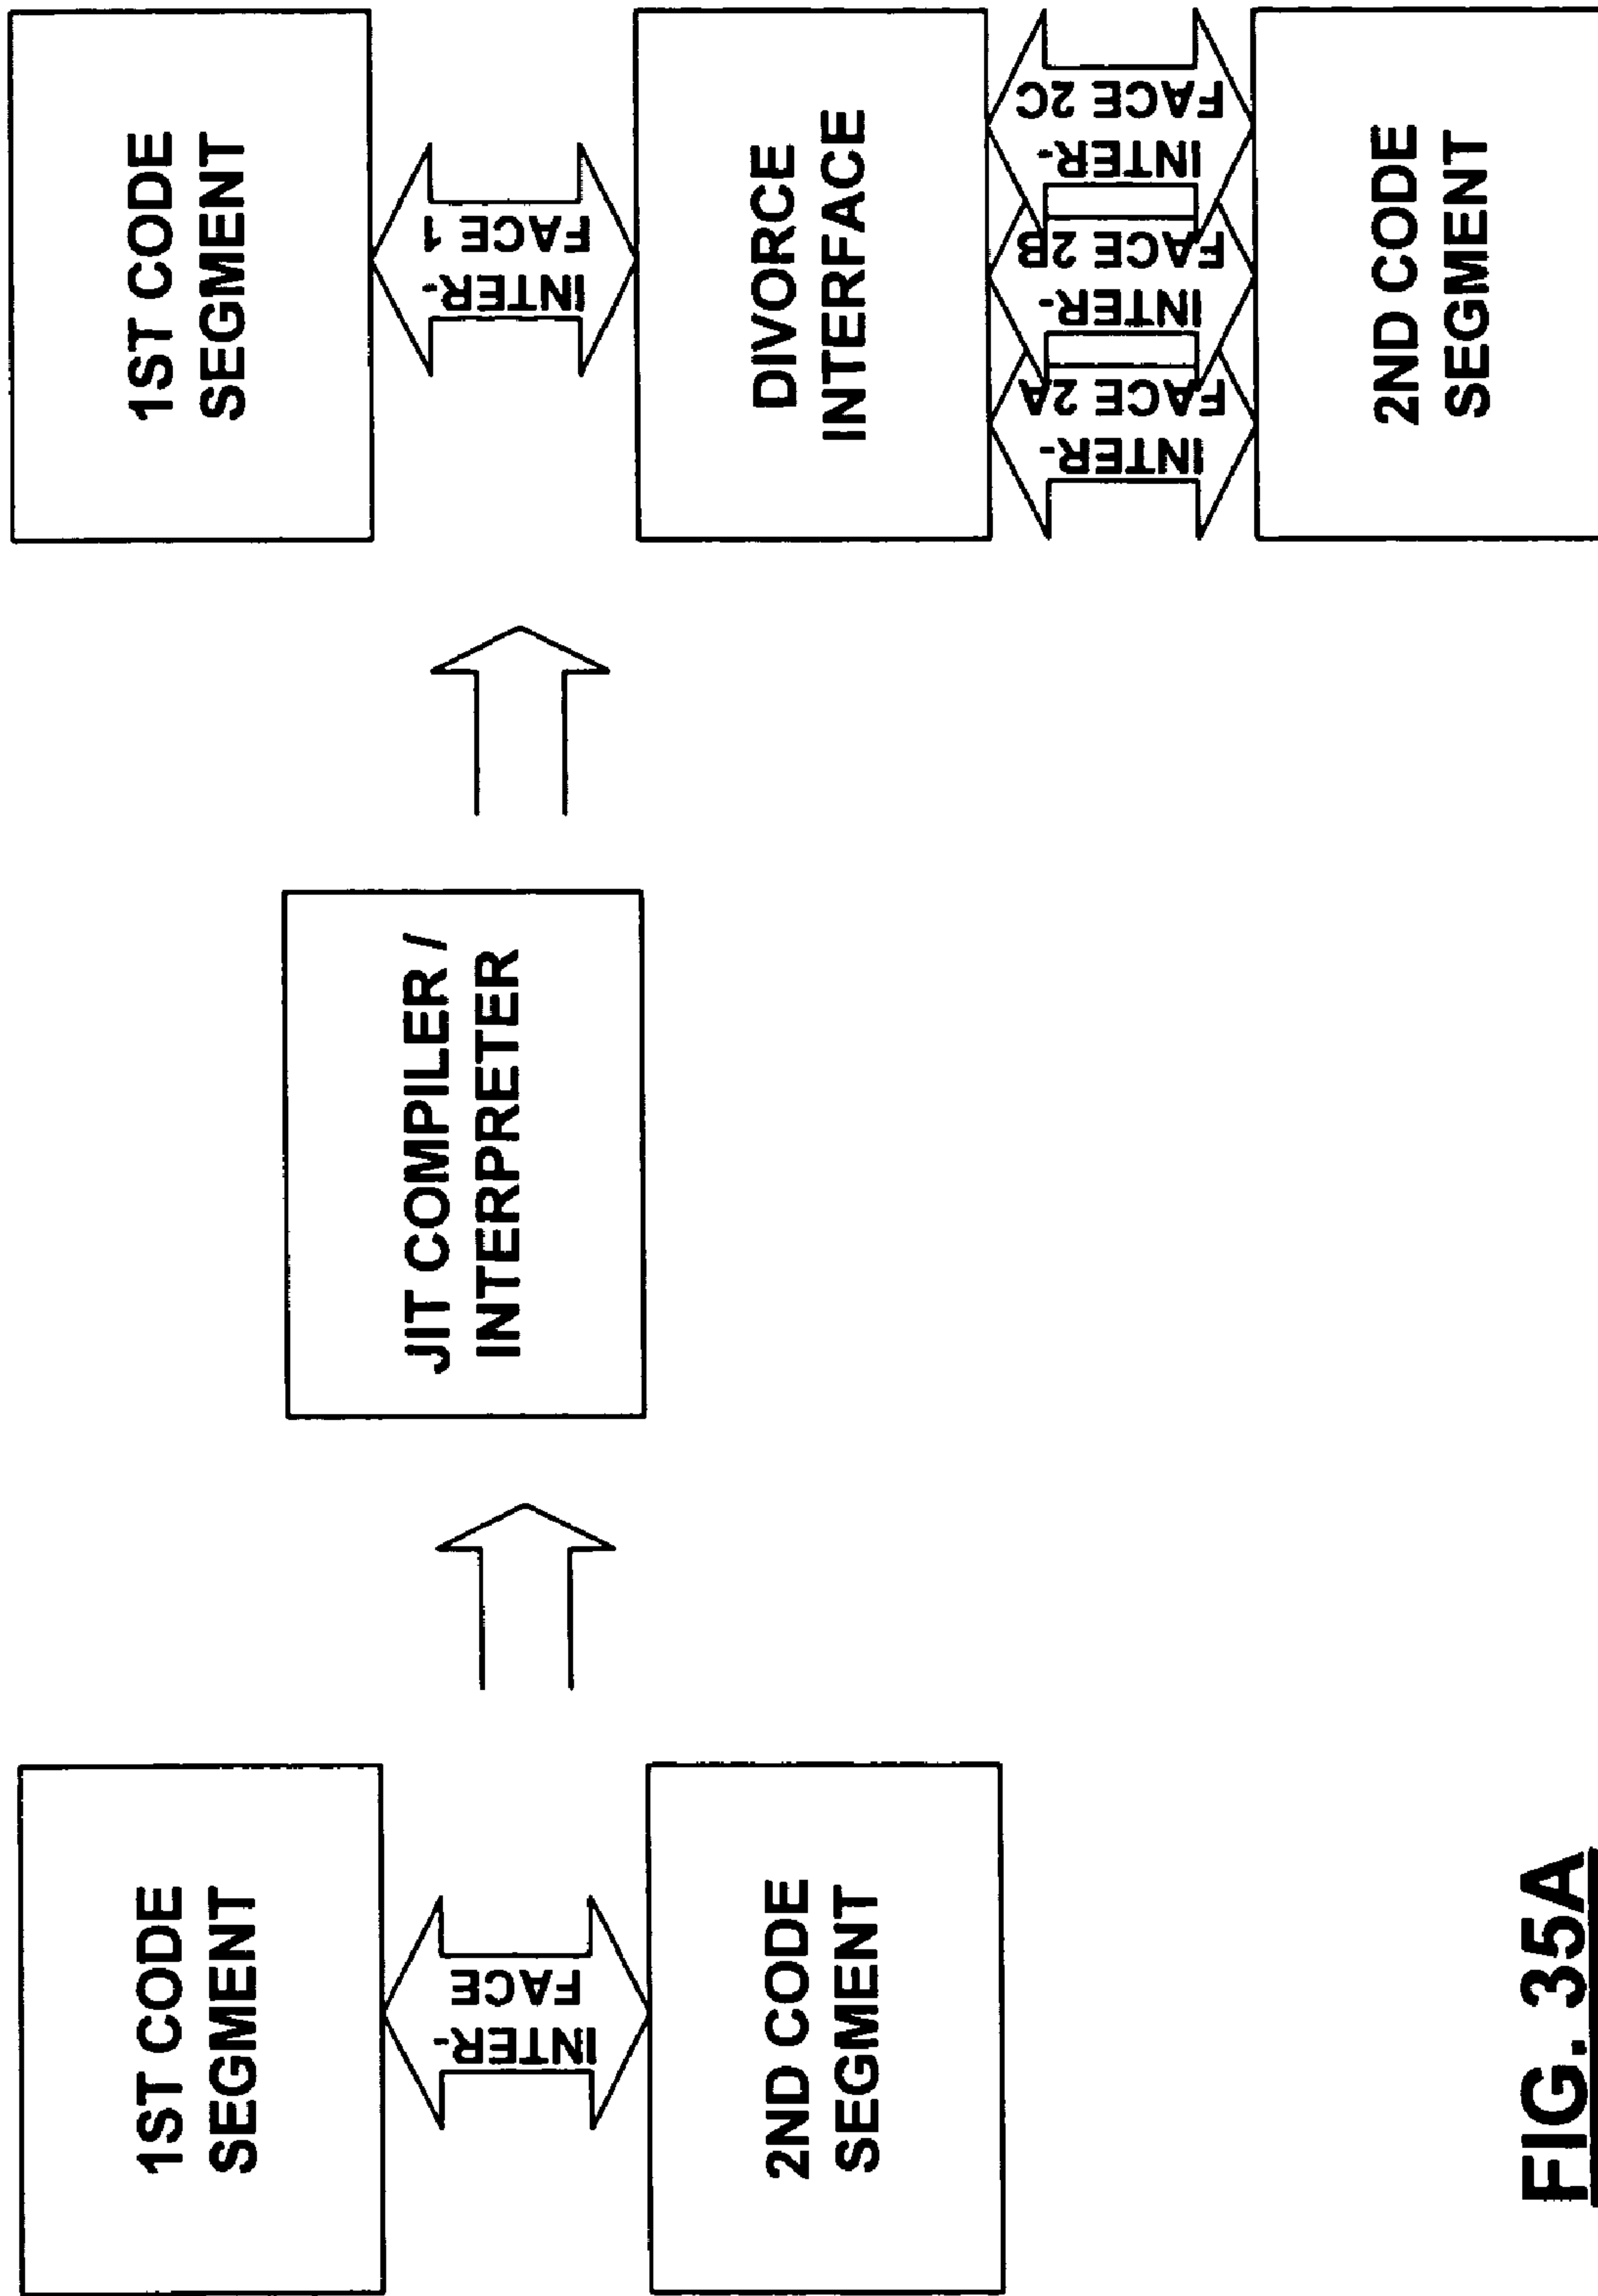 1ST CODE
SEGMENT
INTER-
FACE
2ND CODE
SEGMENT
JIT COMPILER /
INTERPRETER
1ST CODE
SEGMENT
INTER-
FACE 1
DIVORCE
INTERFACE
INTER-
FACE 2A
INTER-
FACE 2B
INTER-
FACE 2C
2ND CODE
SEGMENT
FIG. 35A